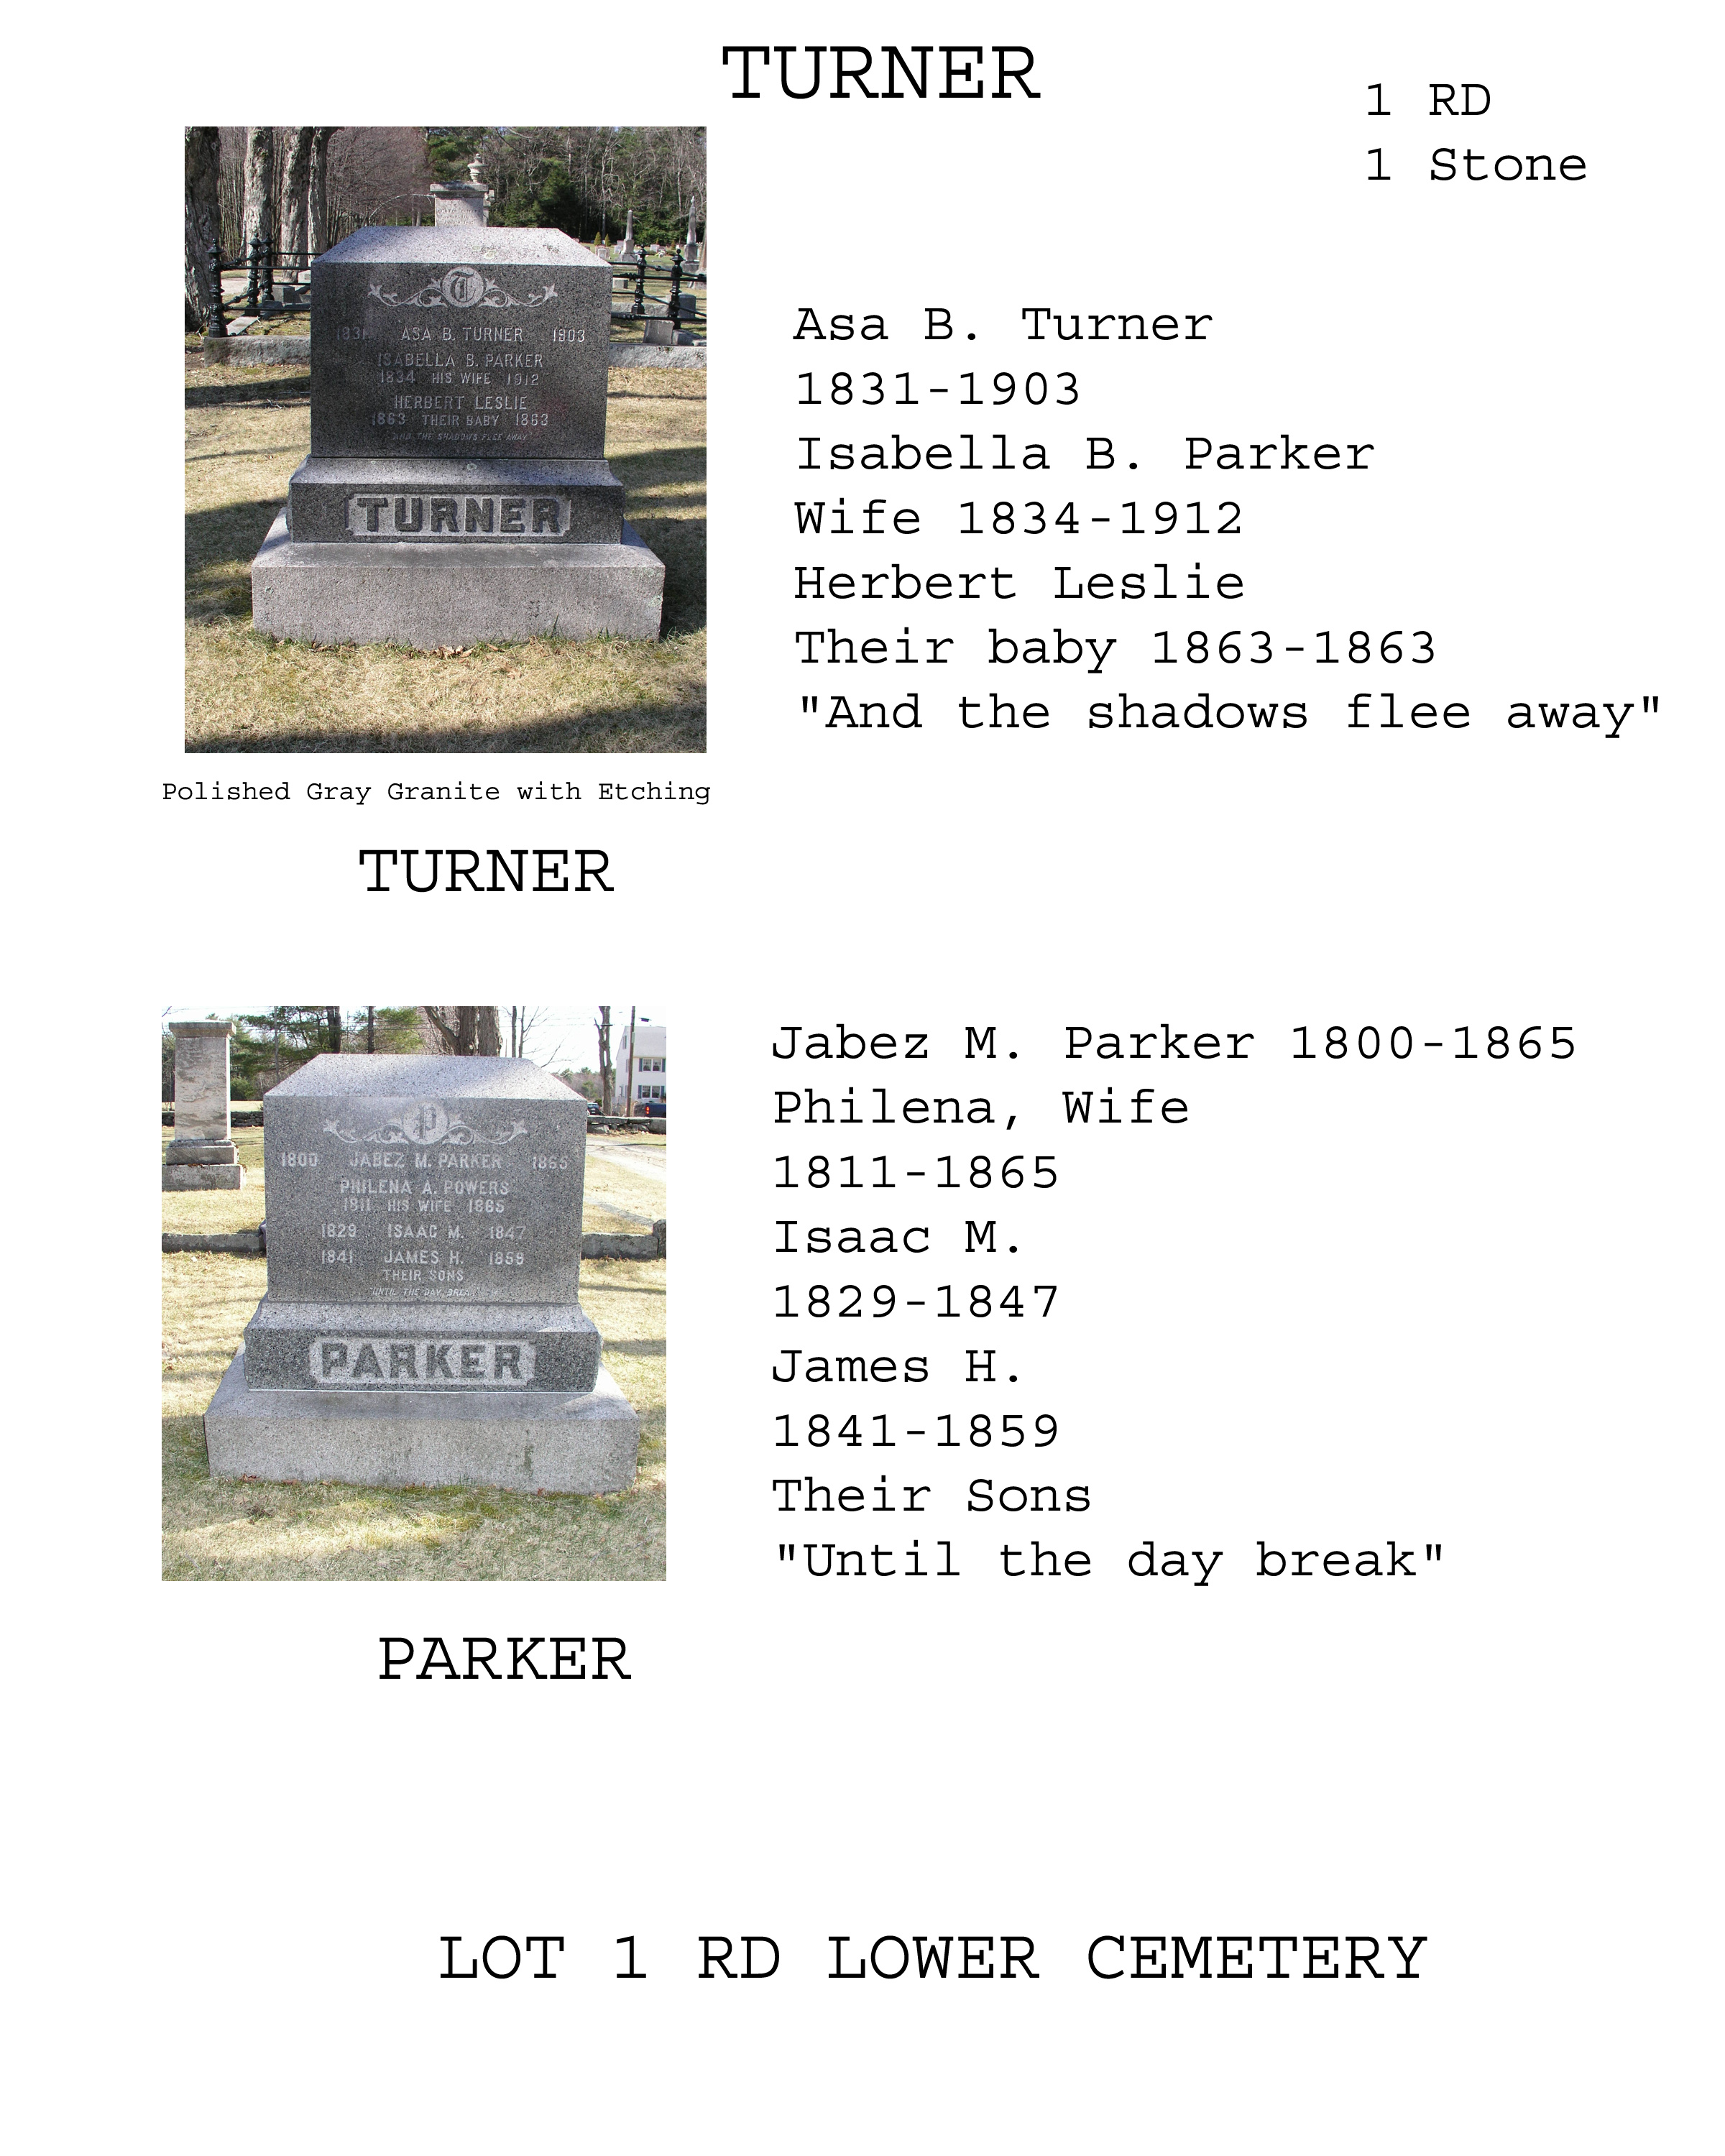 TURNER
1 RD
1 Stone
T
1831 ASA B. TURNER 1903
ISABELLA B. PARKER
1834 HIS WIFE 1912
HERBERT LESLIE
1863 THEIR BABY 1863
"AND THE SHADOWS FLEE AWAY"
TURNER
Asa B. Turner
1831-1903
Isabella B. Parker
Wife 1834-1912
Herbert Leslie
Their baby 1863-1863
"And the shadows flee away"
Polished Gray Granite with Etching
TURNER
P
1800 JABEZ M. PARKER 1865
PHILENA A. POWERS
1811 HIS WIFE 1865
1829 ISAAC M. 1847
1841 JAMES H. 1859
THEIR SONS
"UNTIL THE DAY BREAK"
PARKER
Jabez M. Parker 1800-1865
Philena, Wife
1811-1865
Isaac M.
1829-1847
James H.
1841-1859
Their Sons
"Until the day break"
PARKER
LOT 1 RD LOWER CEMETERY